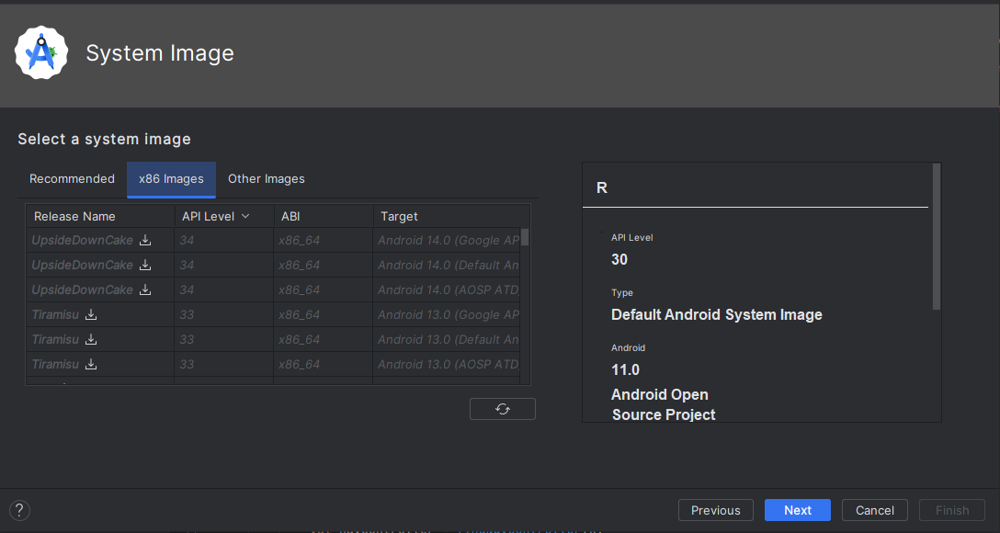 System Image
Select a system image
Recommended
x86 Images
Other Images
Release Name
API Level
ABI
Target
UpsideDownCake
34
x86_64
Android 14.0 (Google AP
UpsideDownCake
34
x86_64
Android 14.0 (Default An
UpsideDownCake
34
x86_64
Android 14.0 (AOSP ATD
Tiramisu
33
x86_64
Android 13.0 (Google AP
Tiramisu
33
x86_64
Android 13.0 (Default An
Tiramisu
33
x86_64
Android 13.0 (AOSP ATD
R
API Level
30
Type
Default Android System Image
Android
11.0
Android Open
Source Project
?
Previous
Next
Cancel
Finish